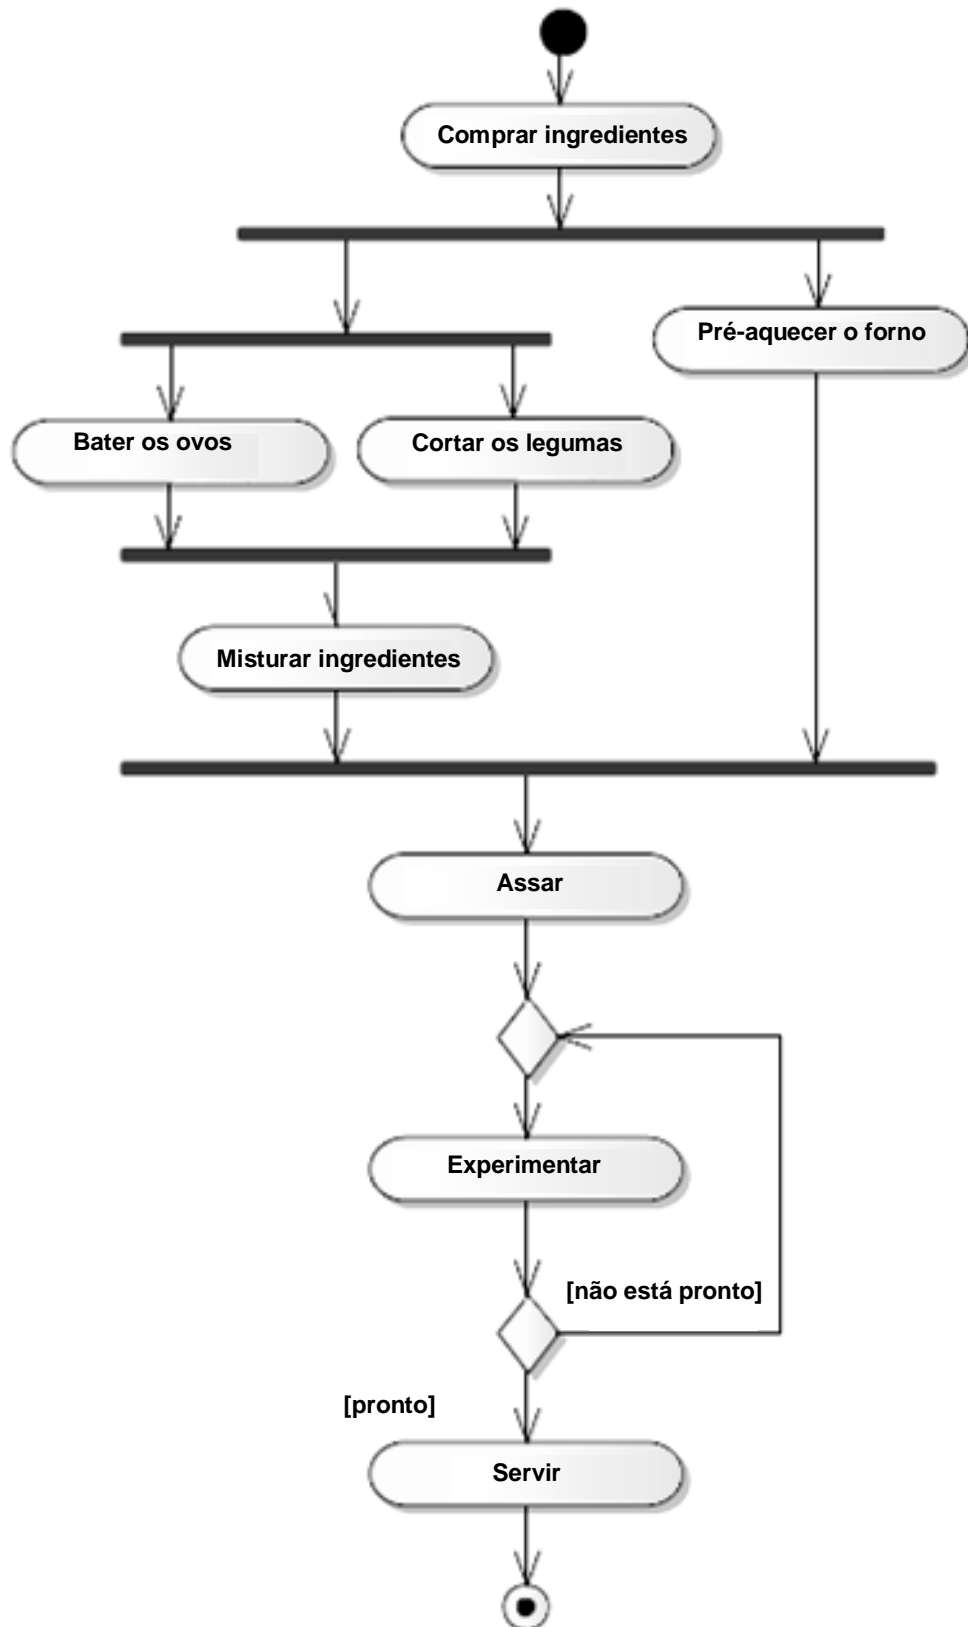 Comprar ingredientes
Pré-aquecer o forno
Bater os ovos
Cortar os legumas
Misturar ingredientes
Assar
Experimentar
[não está pronto]
[pronto]
Servir